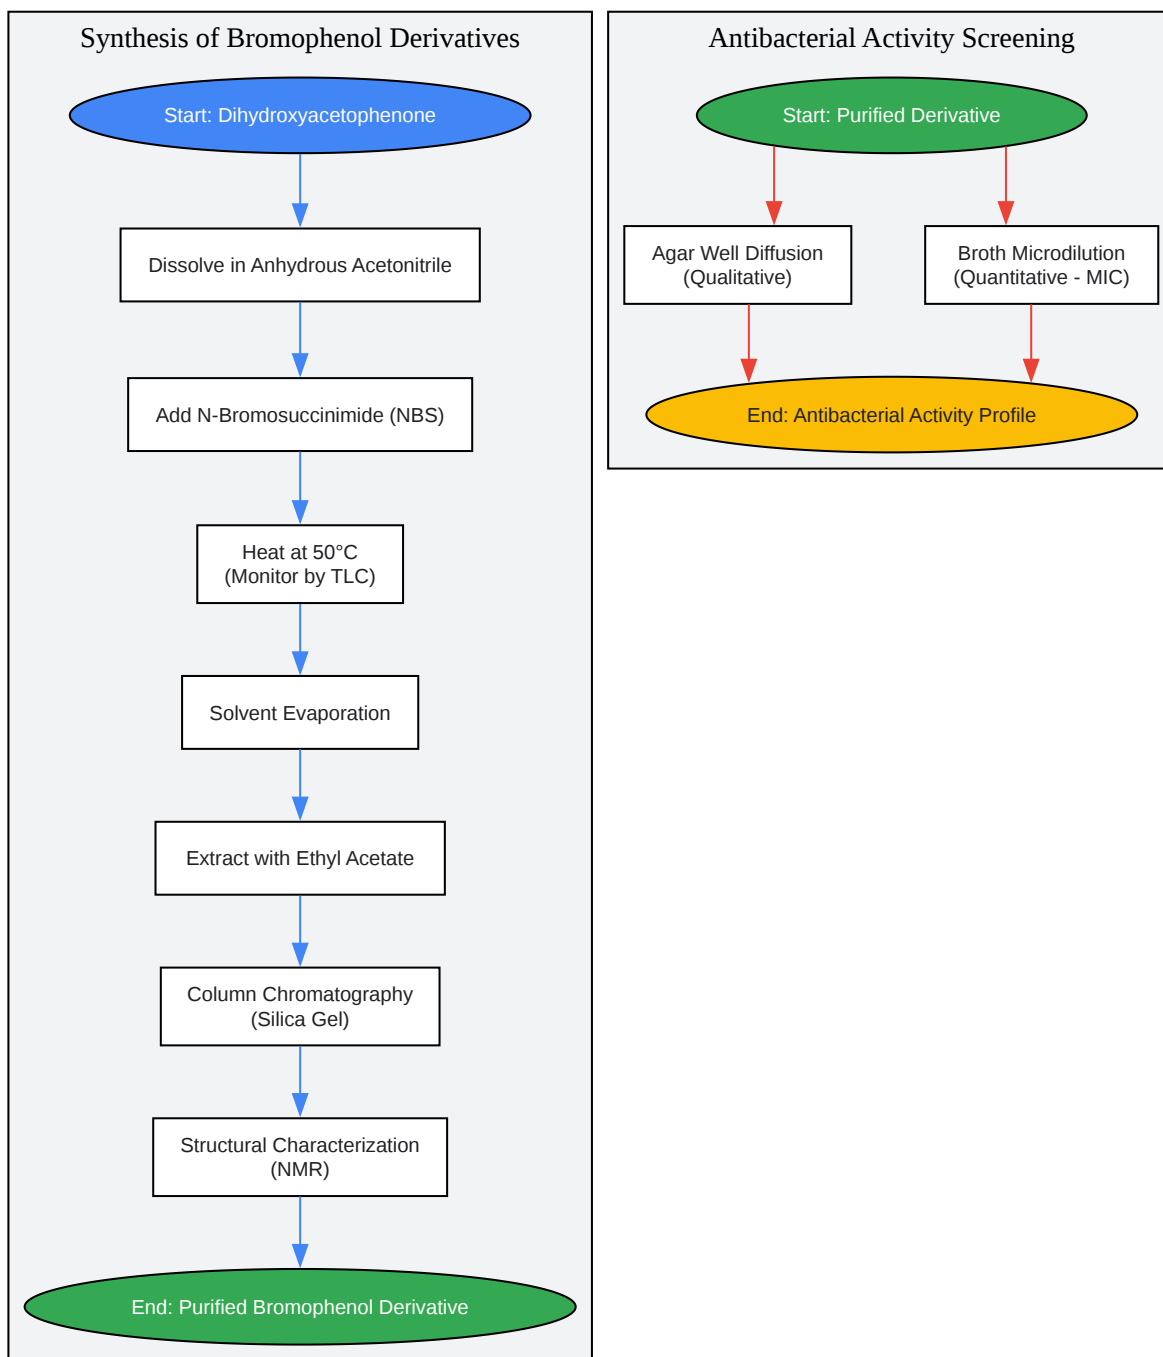 Synthesis of Bromophenol Derivatives
Start: Dihydroxyacetophenone
Dissolve in Anhydrous Acetonitrile
Add N-Bromosuccinimide (NBS)
Heat at 50°C
(Monitor by TLC)
Solvent Evaporation
Extract with Ethyl Acetate
Column Chromatography
(Silica Gel)
Structural Characterization
(NMR)
End: Purified Bromophenol Derivative
Antibacterial Activity Screening
Start: Purified Derivative
Agar Well Diffusion
(Qualitative)
Broth Microdilution
(Quantitative - MIC)
End: Antibacterial Activity Profile